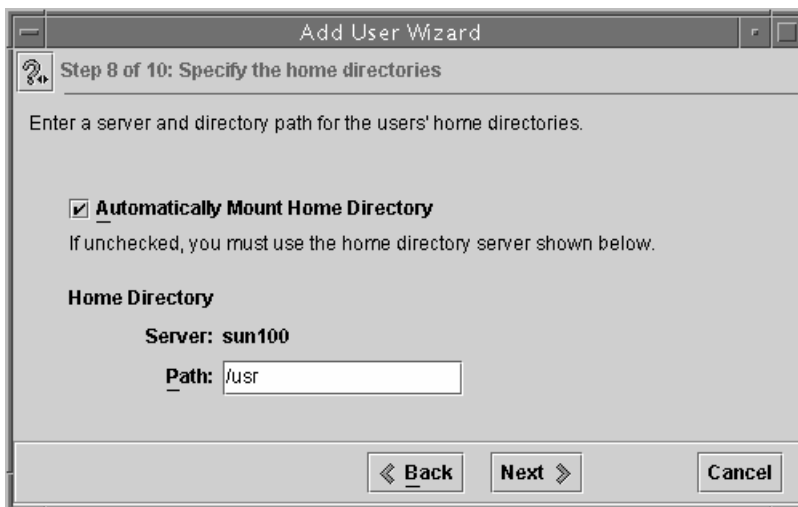 Add User Wizard
Step 8 of 10: Specify the home directories
Enter a server and directory path for the users' home directories.
Automatically Mount Home Directory
If unchecked, you must use the home directory server shown below.
Home Directory
Server: sun100
Path: /usr
Back Next Cancel